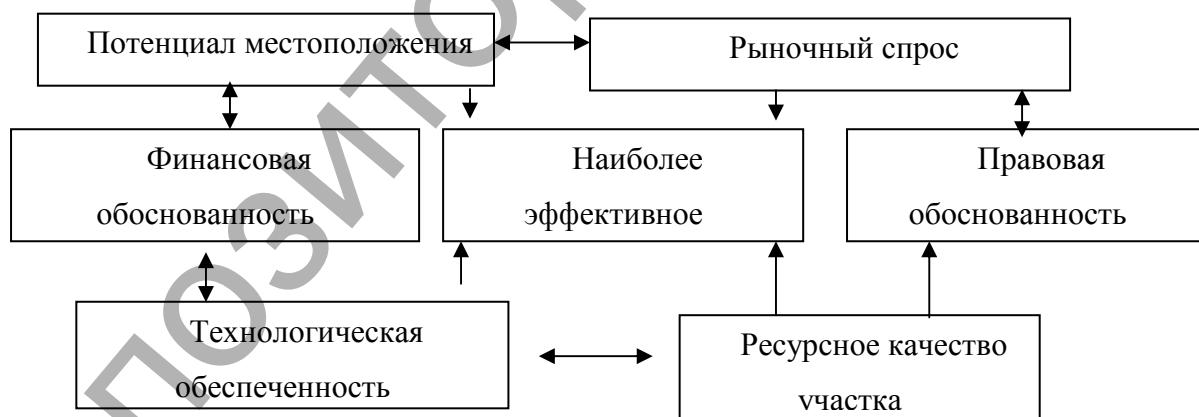 Потенциал местоположения
Рыночный спрос
Финансовая
обоснованность
Наиболее
эффективное
Правовая
обоснованность
Технологическая
обеспеченность
Ресурсное качество
участка